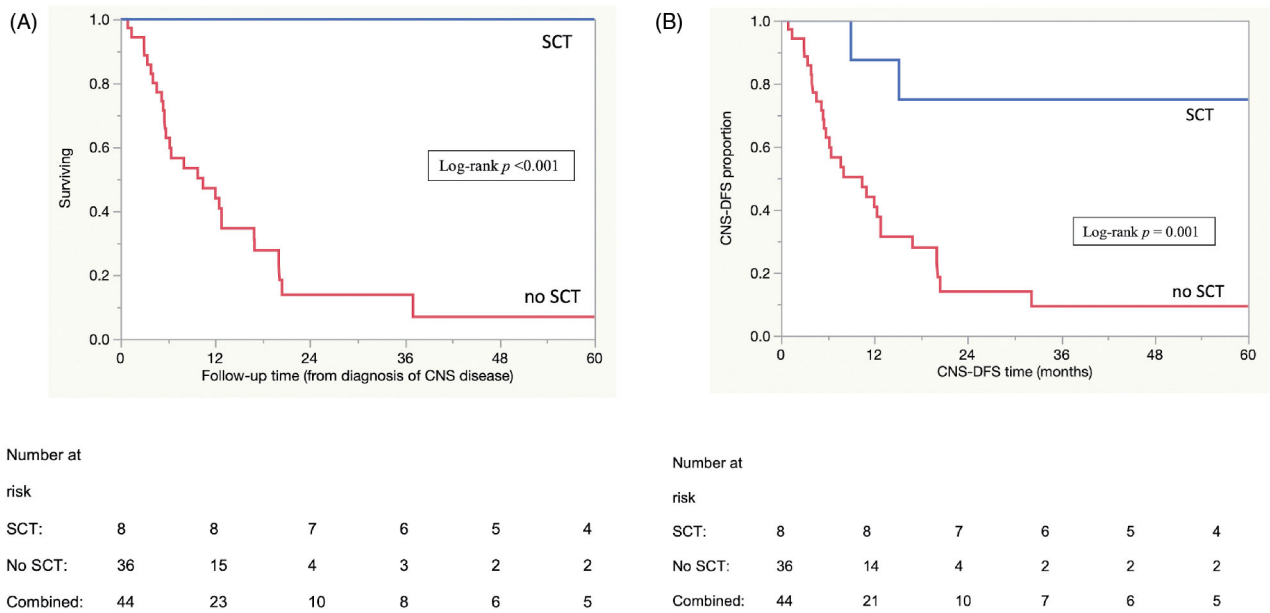 (A)
1.0
0.8
0.6
0.4
0.2
0.0
Surviving
SCT
Log-rank p <0.001
no SCT
0 12 24 36 48 60
Follow-up time (from diagnosis of CNS disease)
Number at
risk
SCT: 8 8 7 6 5 4
No SCT: 36 15 4 3 2 2
Combined: 44 23 10 8 6 5
(B)
1.0
0.8
0.6
0.4
0.2
0.0
CNS-DFS proportion
SCT
Log-rank p = 0.001
no SCT
0 12 24 36 48 60
CNS-DFS time (months)
Number at
risk
SCT: 8 8 7 6 5 4
No SCT: 36 14 4 2 2 2
Combined: 44 21 10 7 6 5